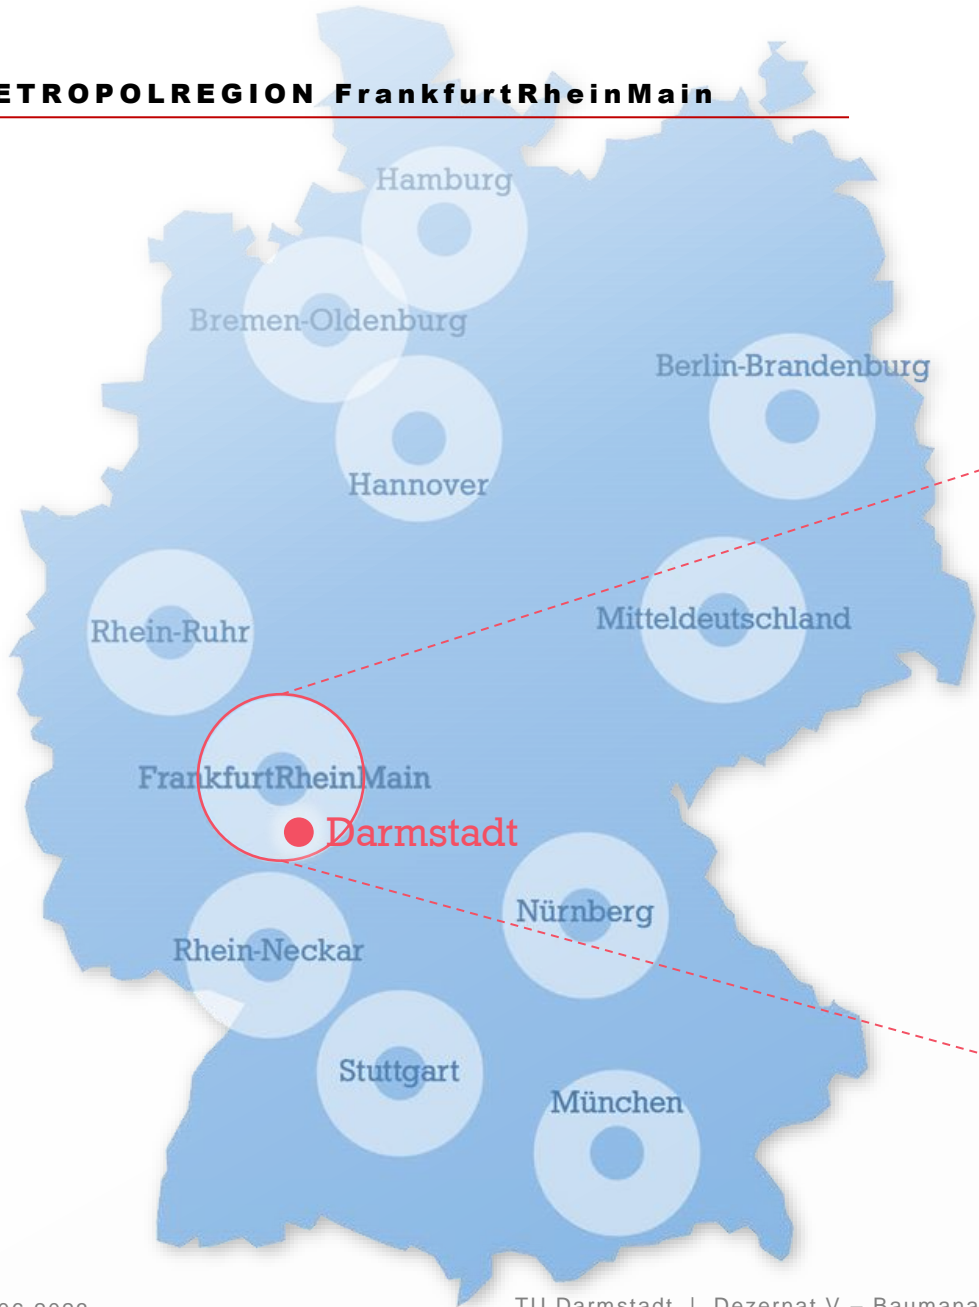 ETROPOLREGION FrankfurtRheinMain
Hamburg
Bremen-Oldenburg
Berlin-Brandenburg
Hannover
Mitteldeutschland
Rhein-Ruhr
FrankfurtRheinMain
Darmstadt
Nürnberg
Rhein-Neckar
Stuttgart
München
TU Darmstadt | Dezernat V – Baumana